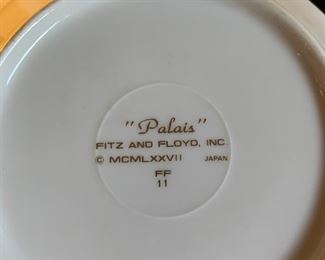 "Palais"
FITZ AND FLOYD, INC.
© MCMLXXVII JAPAN
FF
11